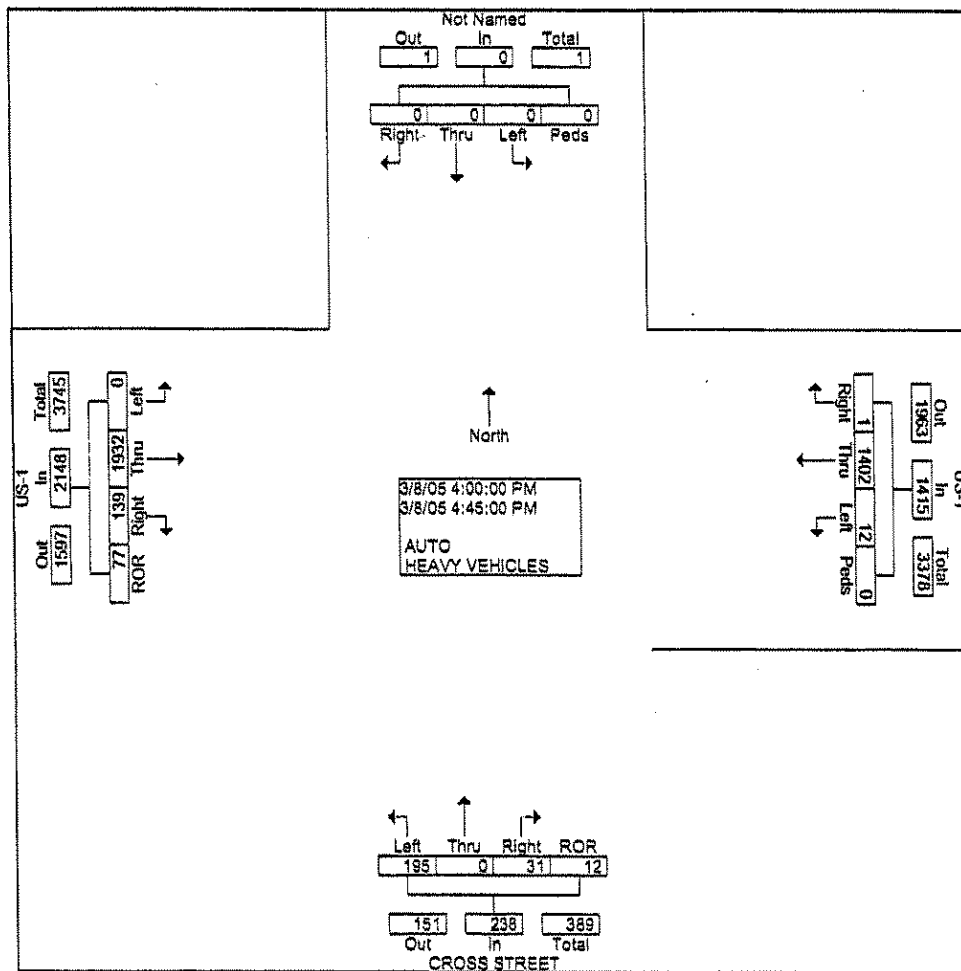 Not Named
Out In Total
1 0 1
0 0 0 0
Right Thru Left Peds
US-1
Total In Out
3745 2148 1597
0 1932 139 77
Left Thru Right ROR
North
3/8/05 4:00:00 PM
3/8/05 4:45:00 PM
AUTO
HEAVY VEHICLES
Out In Total
1963 1415 3378
1 1402 12 0
Right Thru Left Peds
Left Thru Right ROR
195 0 31 12
151 238 389
Out In Total
CROSS STREET